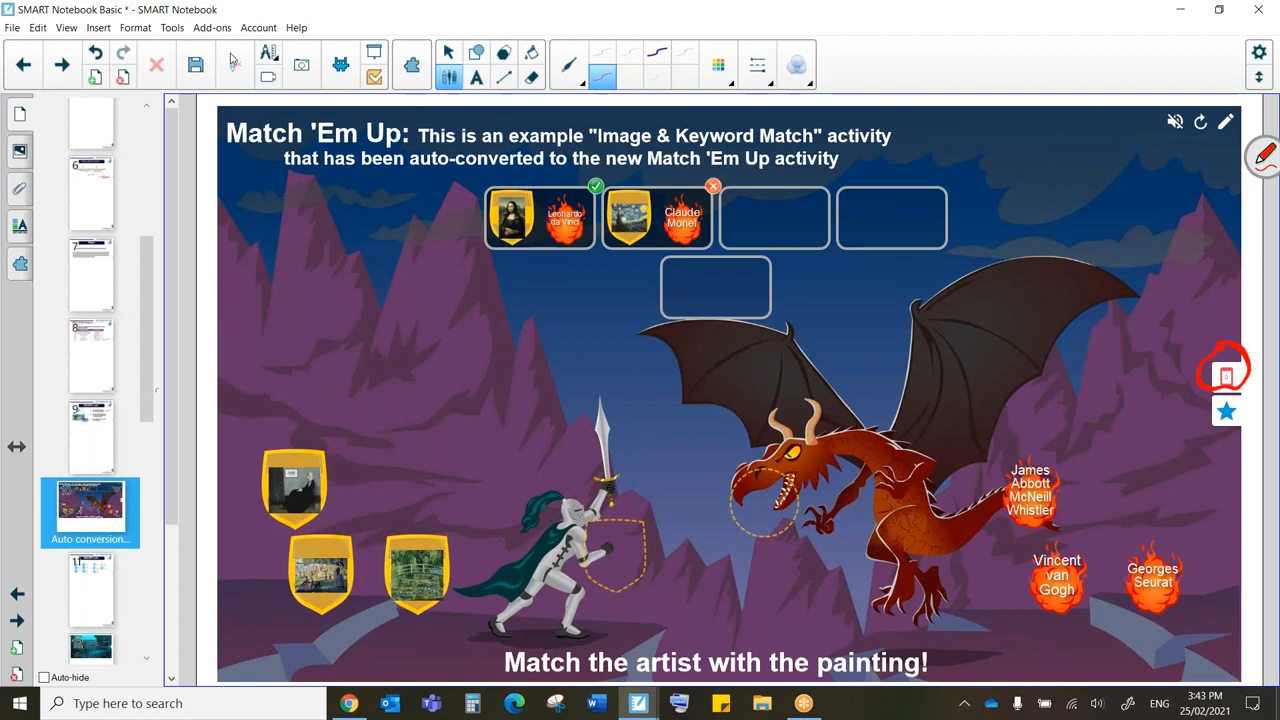 SMART Notebook Basic * - SMART Notebook
File Edit View Insert Format Tools Add-ons Account Help
Match 'Em Up: This is an example "Image & Keyword Match" activity
that has been auto-converted to the new Match 'Em Up activity
Leonardo
da Vinci
Claude
Monet
6
7
8
9
Auto conversion...
11
James
Abbott
McNeill
Whistler
Vincent
van
Gogh
Georges
Seurat
Match the artist with the painting!
Auto-hide
Type here to search
ENG
3:43 PM
25/02/2021